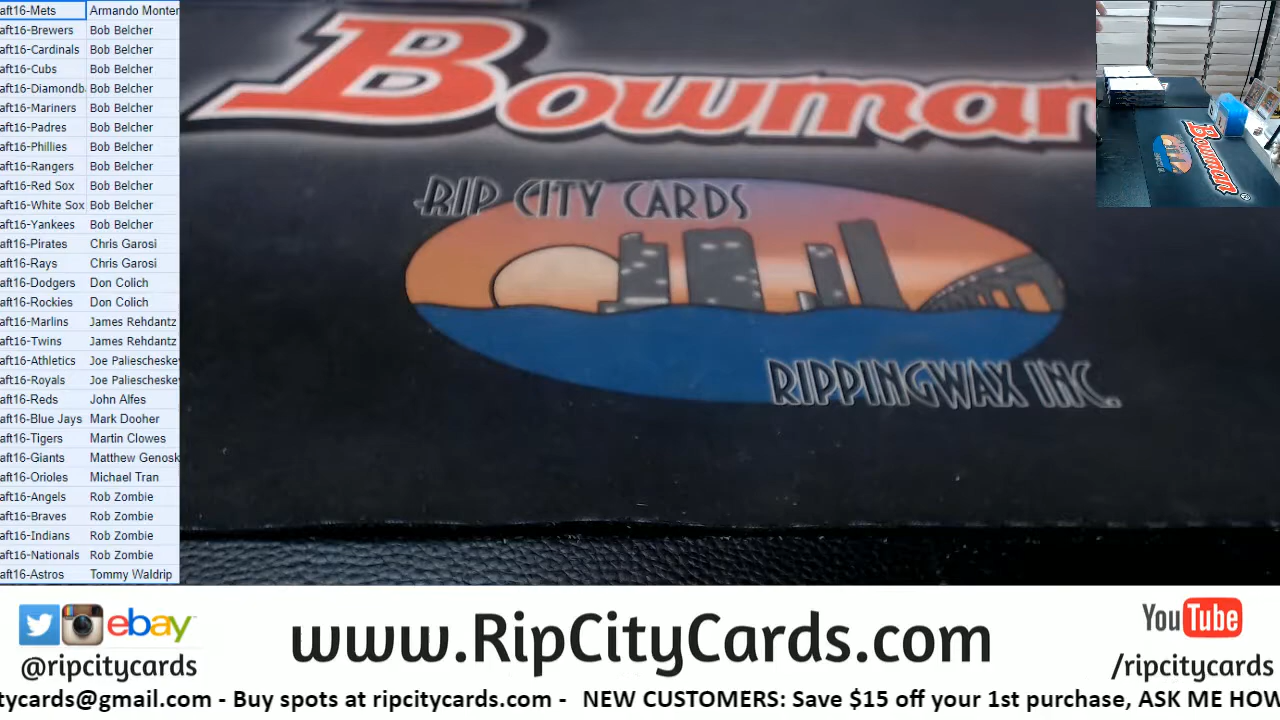 aft16-Mets Armando Monter
aft16-Brewers Bob Belcher
aft16-Cardinals Bob Belcher
aft16-Cubs Bob Belcher
aft16-Diamondb Bob Belcher
aft16-Mariners Bob Belcher
aft16-Padres Bob Belcher
aft16-Phillies Bob Belcher
aft16-Rangers Bob Belcher
aft16-Red Sox Bob Belcher
aft16-White Sox Bob Belcher
aft16-Yankees Bob Belcher
aft16-Pirates Chris Garosi
aft16-Rays Chris Garosi
aft16-Dodgers Don Colich
aft16-Rockies Don Colich
aft16-Marlins James Rehdantz
aft16-Twins James Rehdantz
aft16-Athletics Joe Paliescheske
aft16-Royals Joe Paliescheske
aft16-Reds John Alfes
aft16-Blue Jays Mark Dooher
aft16-Tigers Martin Clowes
aft16-Giants Matthew Genosk
aft16-Orioles Michael Tran
aft16-Angels Rob Zombie
aft16-Braves Rob Zombie
aft16-Indians Rob Zombie
aft16-Nationals Rob Zombie
aft16-Astros Tommy Waldrip
Bowman
RIP CITY CARDS
RIPPINGWAX INC.
Bowman
ebay
@ripcitycards
www.RipCityCards.com
YouTube
/ripcitycards
tycards@gmail.com - Buy spots at ripcitycards.com - NEW CUSTOMERS: Save $15 off your 1st purchase, ASK ME HOW